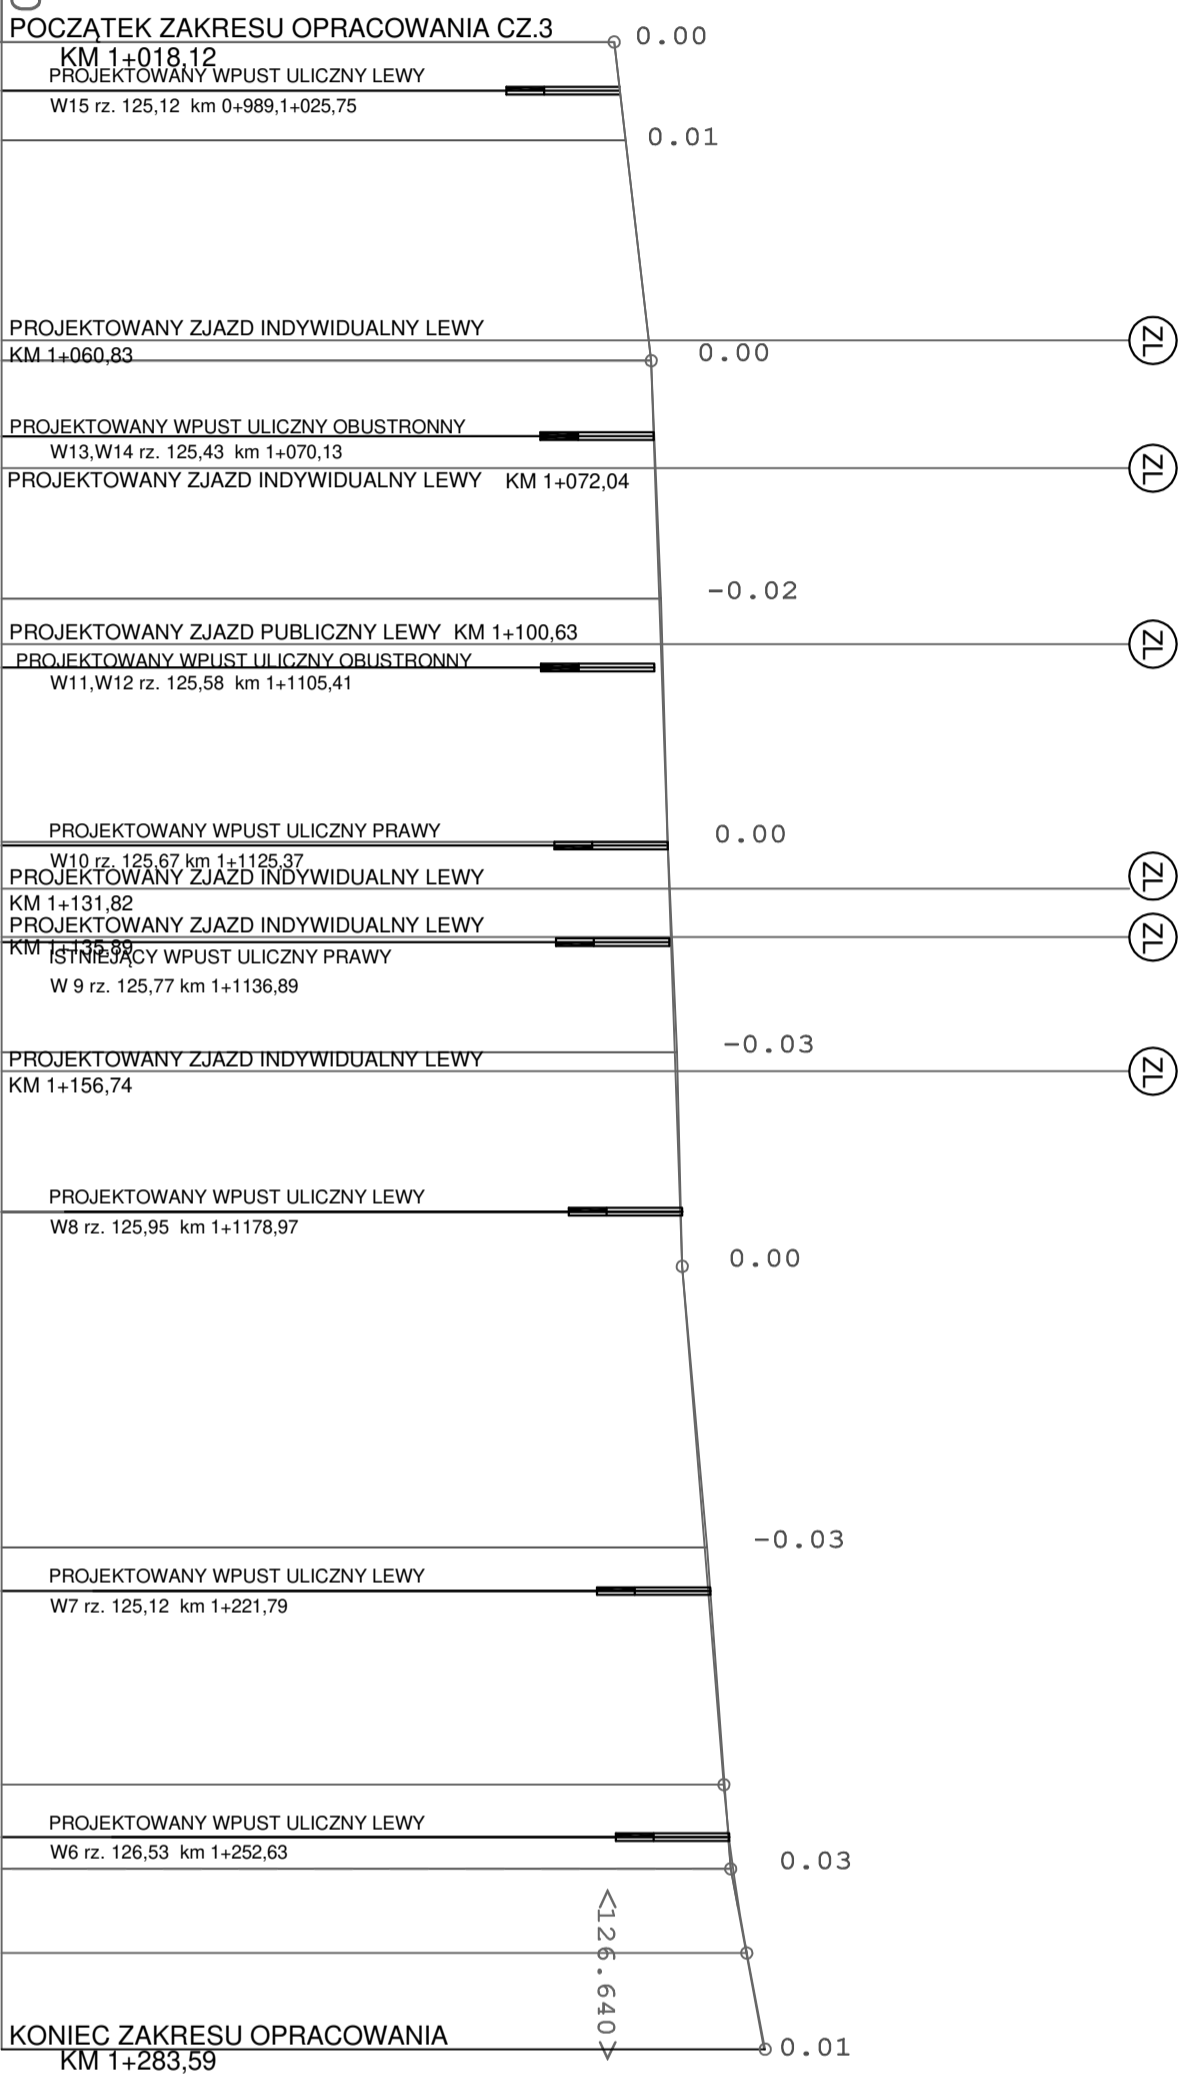 POCZĄTEK ZAKRESU OPRACOWANIA CZ.3
0.00
KM 1+018,12
PROJEKTOWANY WPUST ULICZNY LEWY
W15 rz. 125,12 km 0+989,1+025,75
0.01
PROJEKTOWANY ZJAZD INDYWIDUALNY LEWY
ZL
KM 1+060,83
0.00
PROJEKTOWANY WPUST ULICZNY OBUSTRONNY
W13,W14 rz. 125,43 km 1+070,13
ZL
PROJEKTOWANY ZJAZD INDYWIDUALNY LEWY KM 1+072,04
-0.02
PROJEKTOWANY ZJAZD PUBLICZNY LEWY KM 1+100,63
ZL
PROJEKTOWANY WPUST ULICZNY OBUSTRONNY
W11,W12 rz. 125,58 km 1+1105,41
PROJEKTOWANY WPUST ULICZNY PRAWY
0.00
W10 rz. 125,67 km 1+1125,37
PROJEKTOWANY ZJAZD INDYWIDUALNY LEWY
ZL
KM 1+131,82
PROJEKTOWANY ZJAZD INDYWIDUALNY LEWY
ZL
KM 1+135,89
ISTNIEJĄCY WPUST ULICZNY PRAWY
W 9 rz. 125,77 km 1+1136,89
-0.03
PROJEKTOWANY ZJAZD INDYWIDUALNY LEWY
ZL
KM 1+156,74
PROJEKTOWANY WPUST ULICZNY LEWY
W8 rz. 125,95 km 1+1178,97
0.00
-0.03
PROJEKTOWANY WPUST ULICZNY LEWY
W7 rz. 125,12 km 1+221,79
PROJEKTOWANY WPUST ULICZNY LEWY
W6 rz. 126,53 km 1+252,63
0.03
<126.640>
KONIEC ZAKRESU OPRACOWANIA
0.01
KM 1+283,59